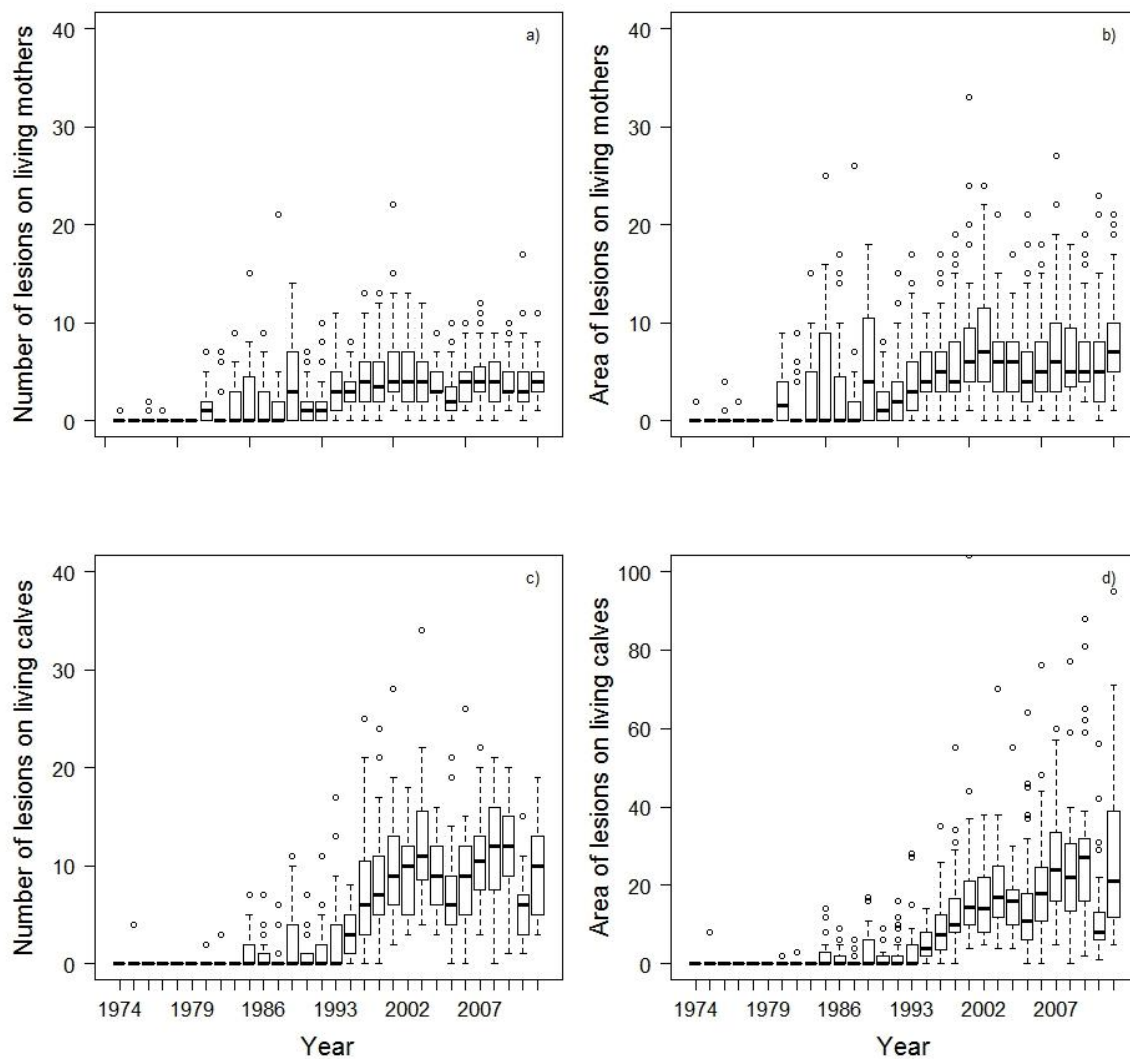 Number of lesions on living mothers
40
30
20
10
0
a)
Area of lesions on living mothers
40
30
20
10
0
b)
Number of lesions on living calves
40
30
20
10
0
c)
1974 1979 1986 1993 2002 2007
Year
Area of lesions on living calves
100
80
60
40
20
0
d)
1974 1979 1986 1993 2002 2007
Year